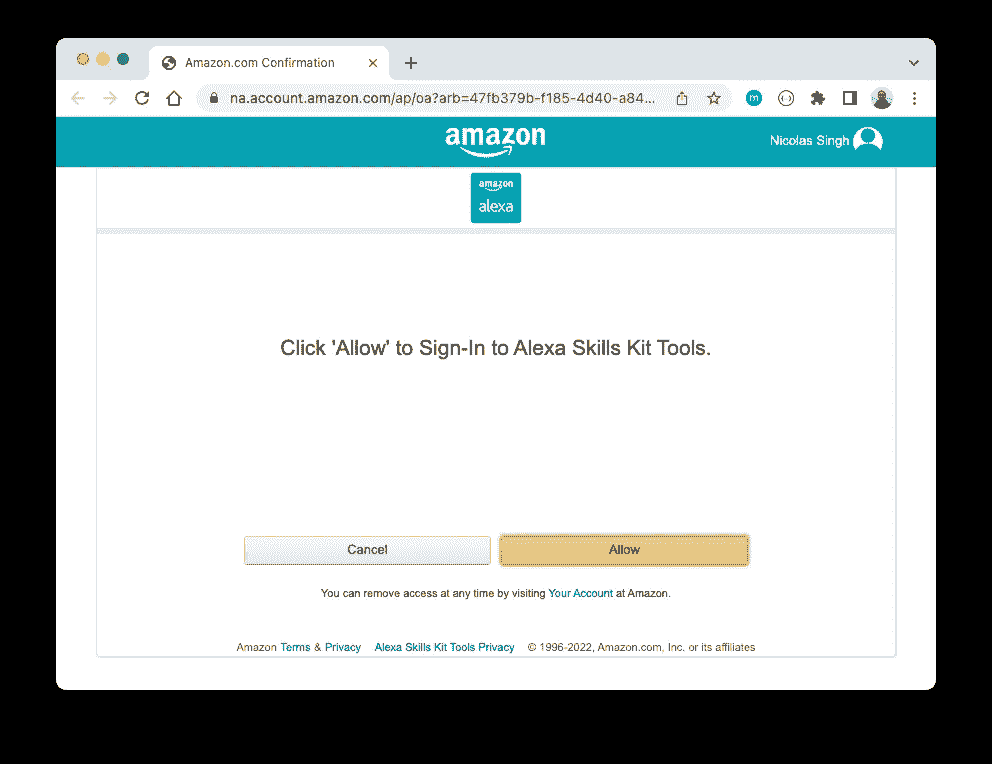 Amazon.com Confirmation
na.account.amazon.com/ap/oa?arb=47fb379b-f185-4d40-a84...
m
amazon
Nicolas Singh
amazon
alexa
Click 'Allow' to Sign-In to Alexa Skills Kit Tools.
Cancel Allow
You can remove access at any time by visiting Your Account at Amazon.
Amazon Terms & Privacy Alexa Skills Kit Tools Privacy © 1996-2022, Amazon.com, Inc. or its affiliates